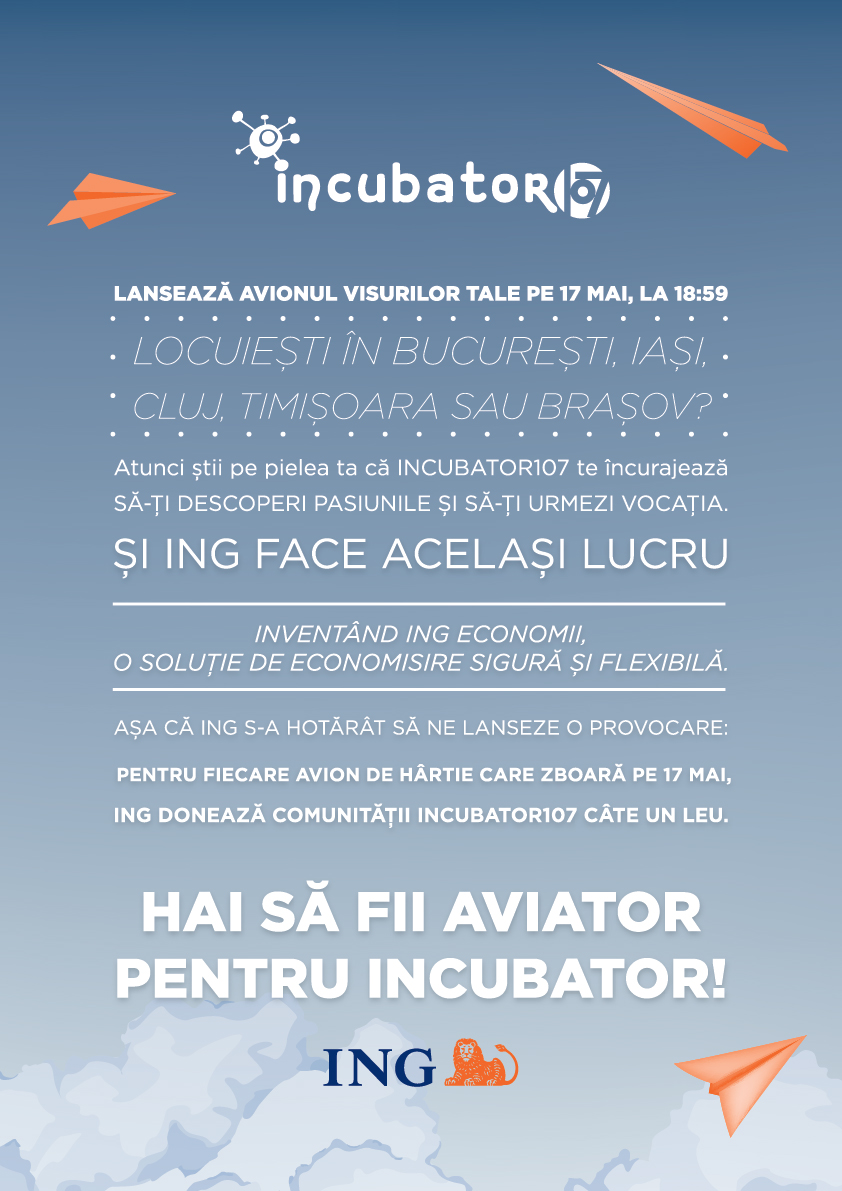 incubator107
LANSEAZĂ AVIONUL VISURILOR TALE PE 17 MAI, LA 18:59
LOCUIEȘTI ÎN BUCUREȘTI, IAȘI,
CLUJ, TIMIȘOARA SAU BRAȘOV?
Atunci știi pe pielea ta că INCUBATOR107 te încurajează
SĂ-ȚI DESCOPERI PASIUNILE ȘI SĂ-ȚI URMEZI VOCAȚIA.
ȘI ING FACE ACELAȘI LUCRU
INVENTÂND ING ECONOMII,
O SOLUȚIE DE ECONOMISIRE SIGURĂ ȘI FLEXIBILĂ.
AȘA CĂ ING S-A HOTĂRÂT SĂ NE LANSEZE O PROVOCARE:
PENTRU FIECARE AVION DE HÂRTIE CARE ZBOARĂ PE 17 MAI,
ING DONEAZĂ COMUNITĂȚII INCUBATOR107 CÂTE UN LEU.
HAI SĂ FII AVIATOR
PENTRU INCUBATOR!
ING